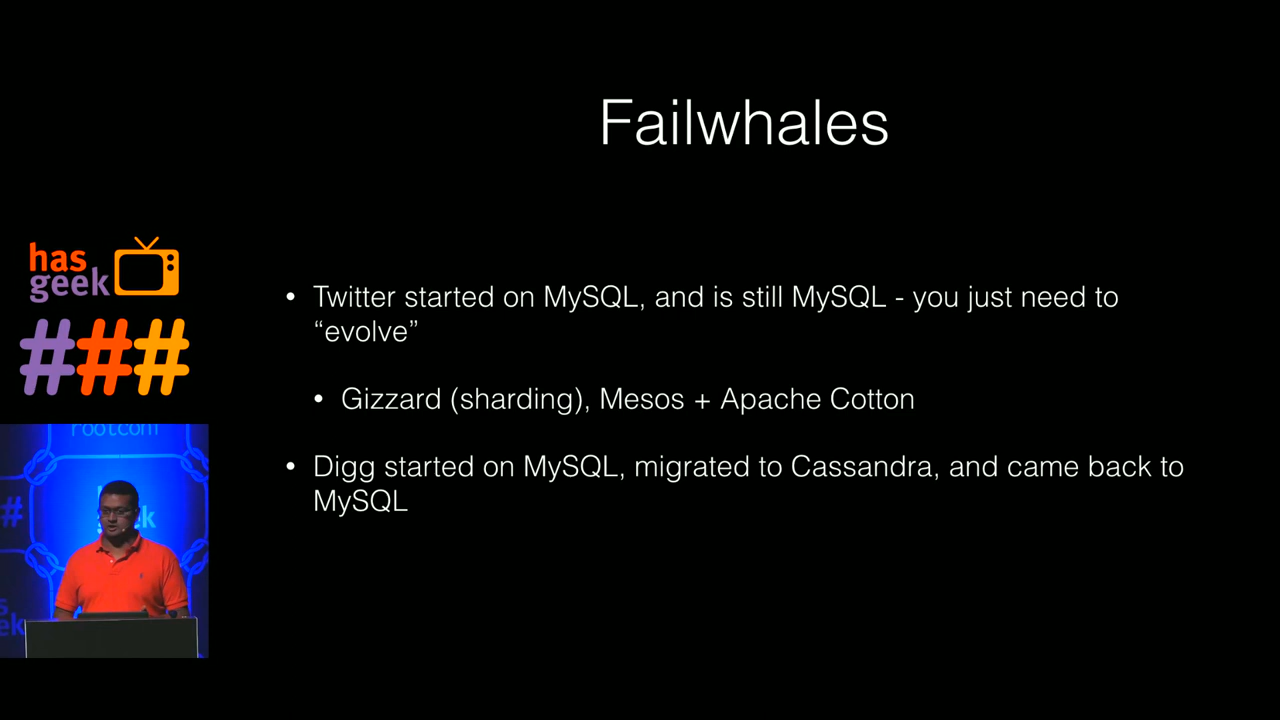 Failwhales
has
geek
###
• Twitter started on MySQL, and is still MySQL - you just need to
“evolve”
• Gizzard (sharding), Mesos + Apache Cotton
• Digg started on MySQL, migrated to Cassandra, and came back to
MySQL
rootconf
#